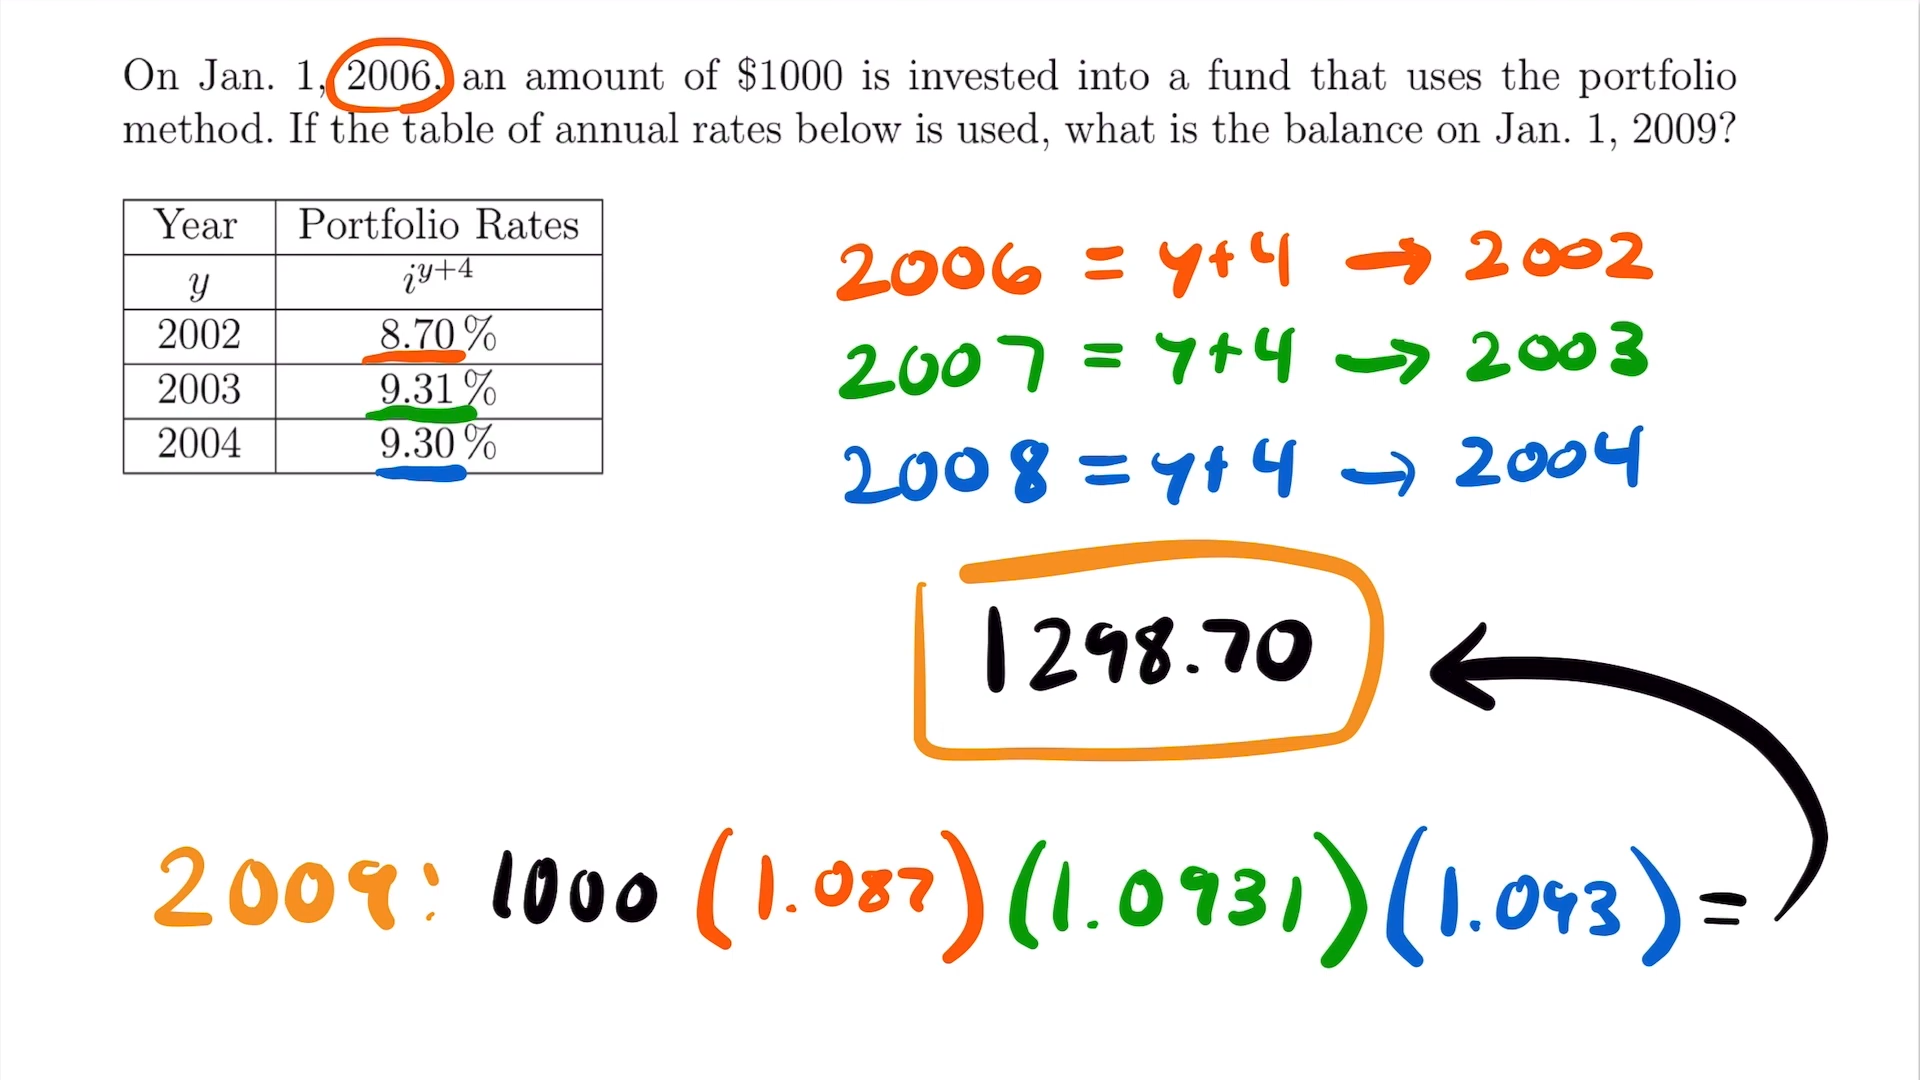 On Jan. 1, 2006, an amount of $1000 is invested into a fund that uses the portfolio
method. If the table of annual rates below is used, what is the balance on Jan. 1, 2009?
Year Portfolio Rates
y i^{y+4}
2002 8.70%
2003 9.31%
2004 9.30%
2006 = y+4 → 2002
2007 = y+4 → 2003
2008 = y+4 → 2004
1298.70
2009: 1000 (1.087)(1.0931)(1.093) =